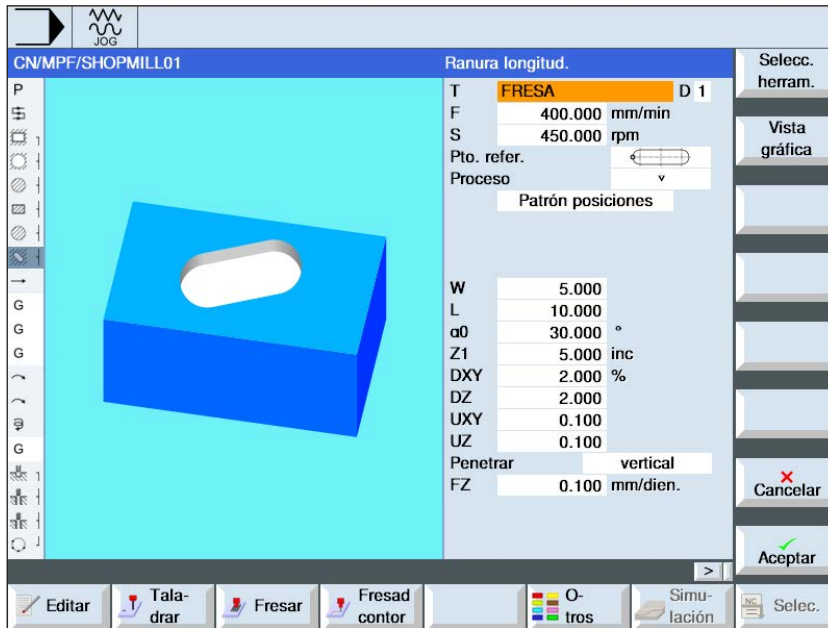 JOG
CN/MPF/SHOPMILL01
Ranura longitud.
P
G
G
G
G
T FRESA D 1
F 400.000 mm/min
S 450.000 rpm
Pto. refer.
Proceso ▿
Patrón posiciones
W 5.000
L 10.000
α0 30.000 °
Z1 5.000 inc
DXY 2.000 %
DZ 2.000
UXY 0.100
UZ 0.100
Penetrar vertical
FZ 0.100 mm/dien.
Selecc.
herram.
Vista
gráfica
Cancelar
Aceptar
>
Editar
Tala-
drar
Fresar
Fresad
contor
O-
tros
Simu-
lación
NC
Selec.